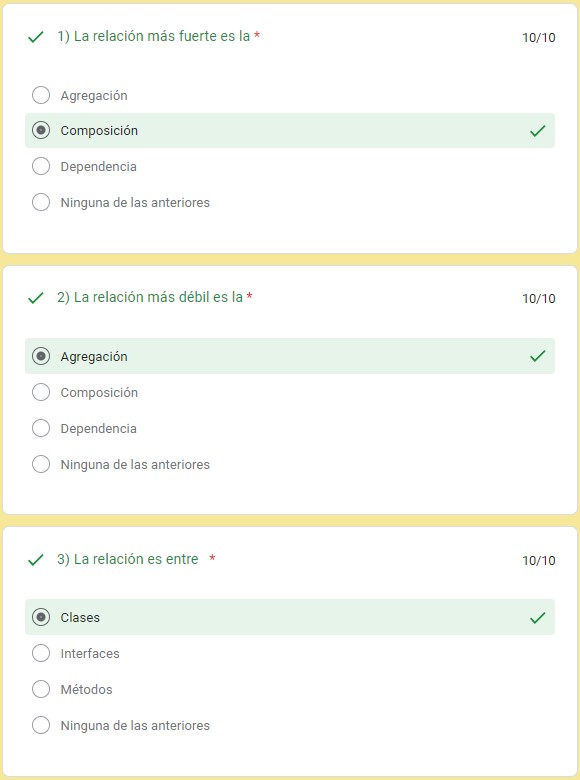 1) La relación más fuerte es la *
10/10
Agregación
Composición
Dependencia
Ninguna de las anteriores
2) La relación más débil es la *
10/10
Agregación
Composición
Dependencia
Ninguna de las anteriores
3) La relación es entre *
10/10
Clases
Interfaces
Métodos
Ninguna de las anteriores